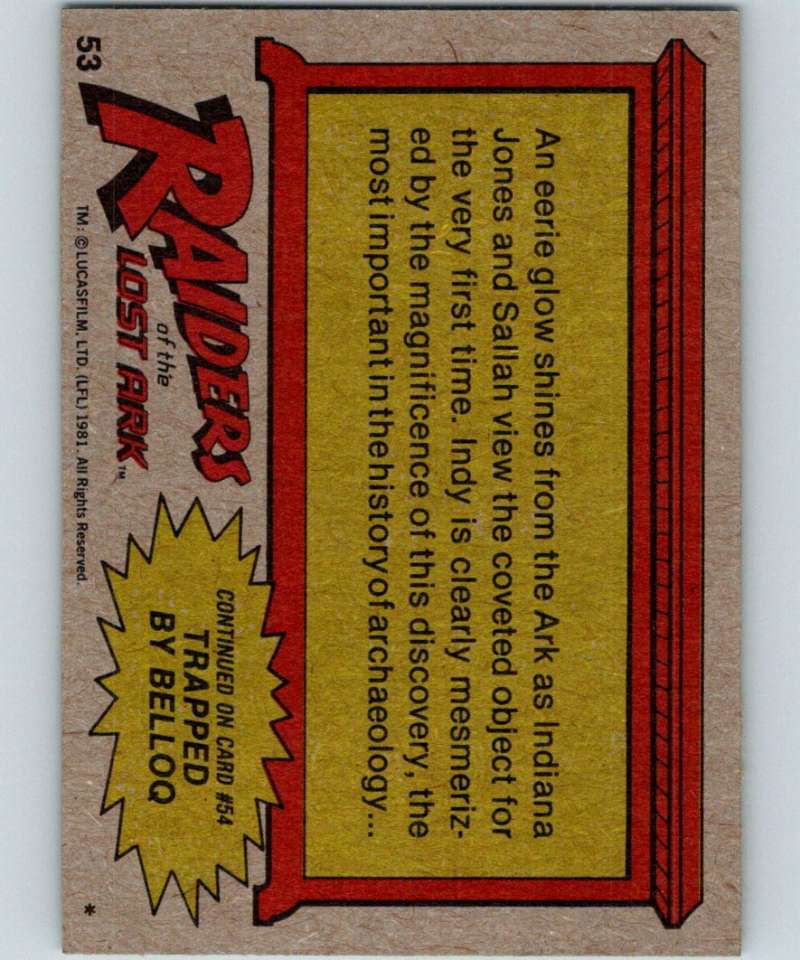 An eerie glow shines from the Ark as Indiana
Jones and Sallah view the coveted object for
the very first time. Indy is clearly mesmeriz-
ed by the magnificence of this discovery, the
most important in the history of archaeology...
CONTINUED ON CARD #54
TRAPPED
BY BELLOQ
RAIDERS
of the
LOST ARK™
53
TM: © LUCASFILM, LTD. (LFL) 1981. All Rights Reserved.
*